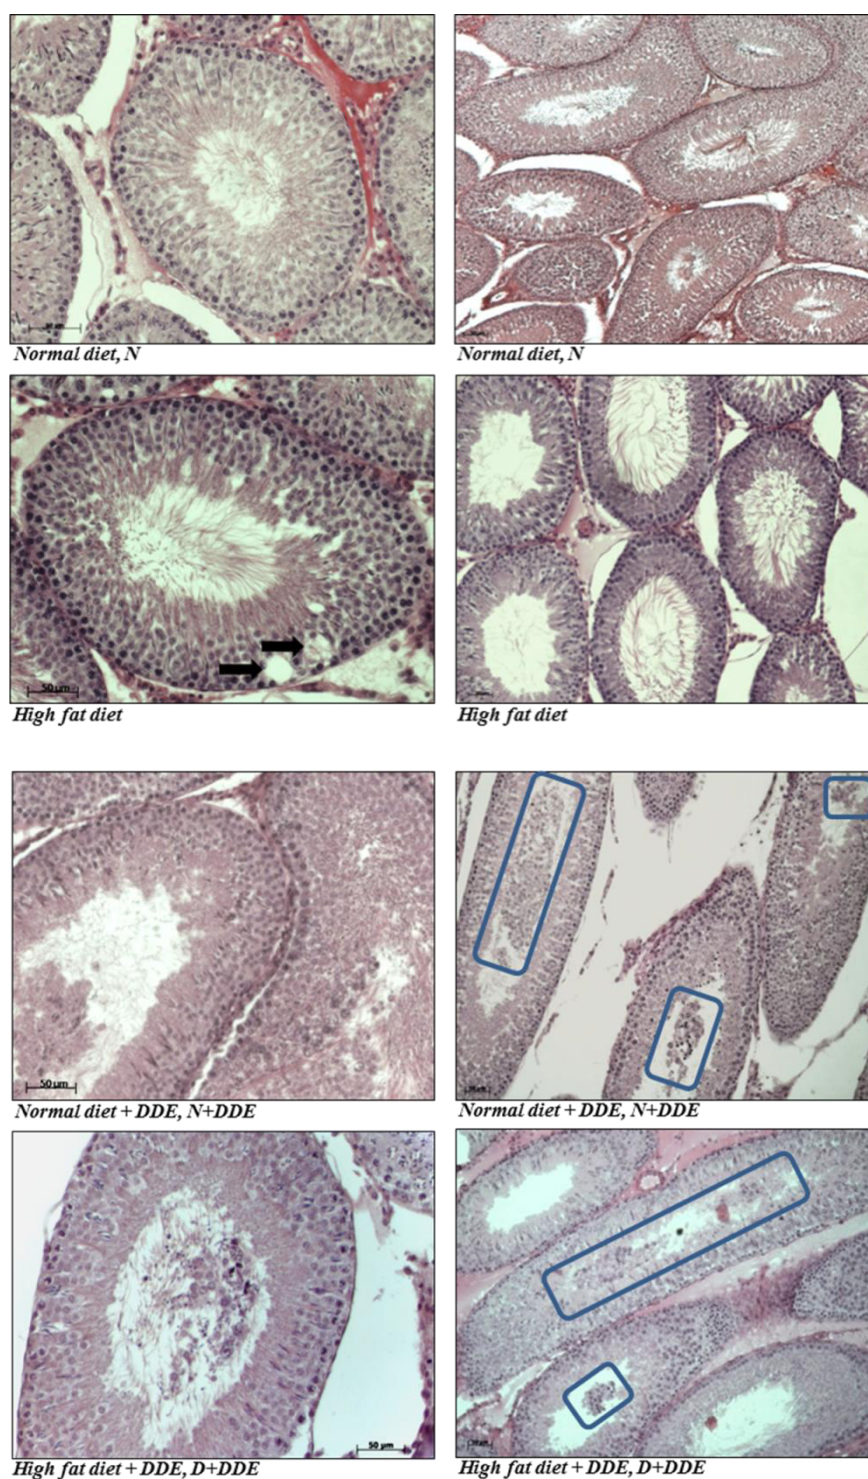 Normal diet, N
Normal diet, N
50 µm
High fat diet
High fat diet
50 µm
Normal diet + DDE, N+DDE
Normal diet + DDE, N+DDE
50 µm
High fat diet + DDE, D+DDE
High fat diet + DDE, D+DDE